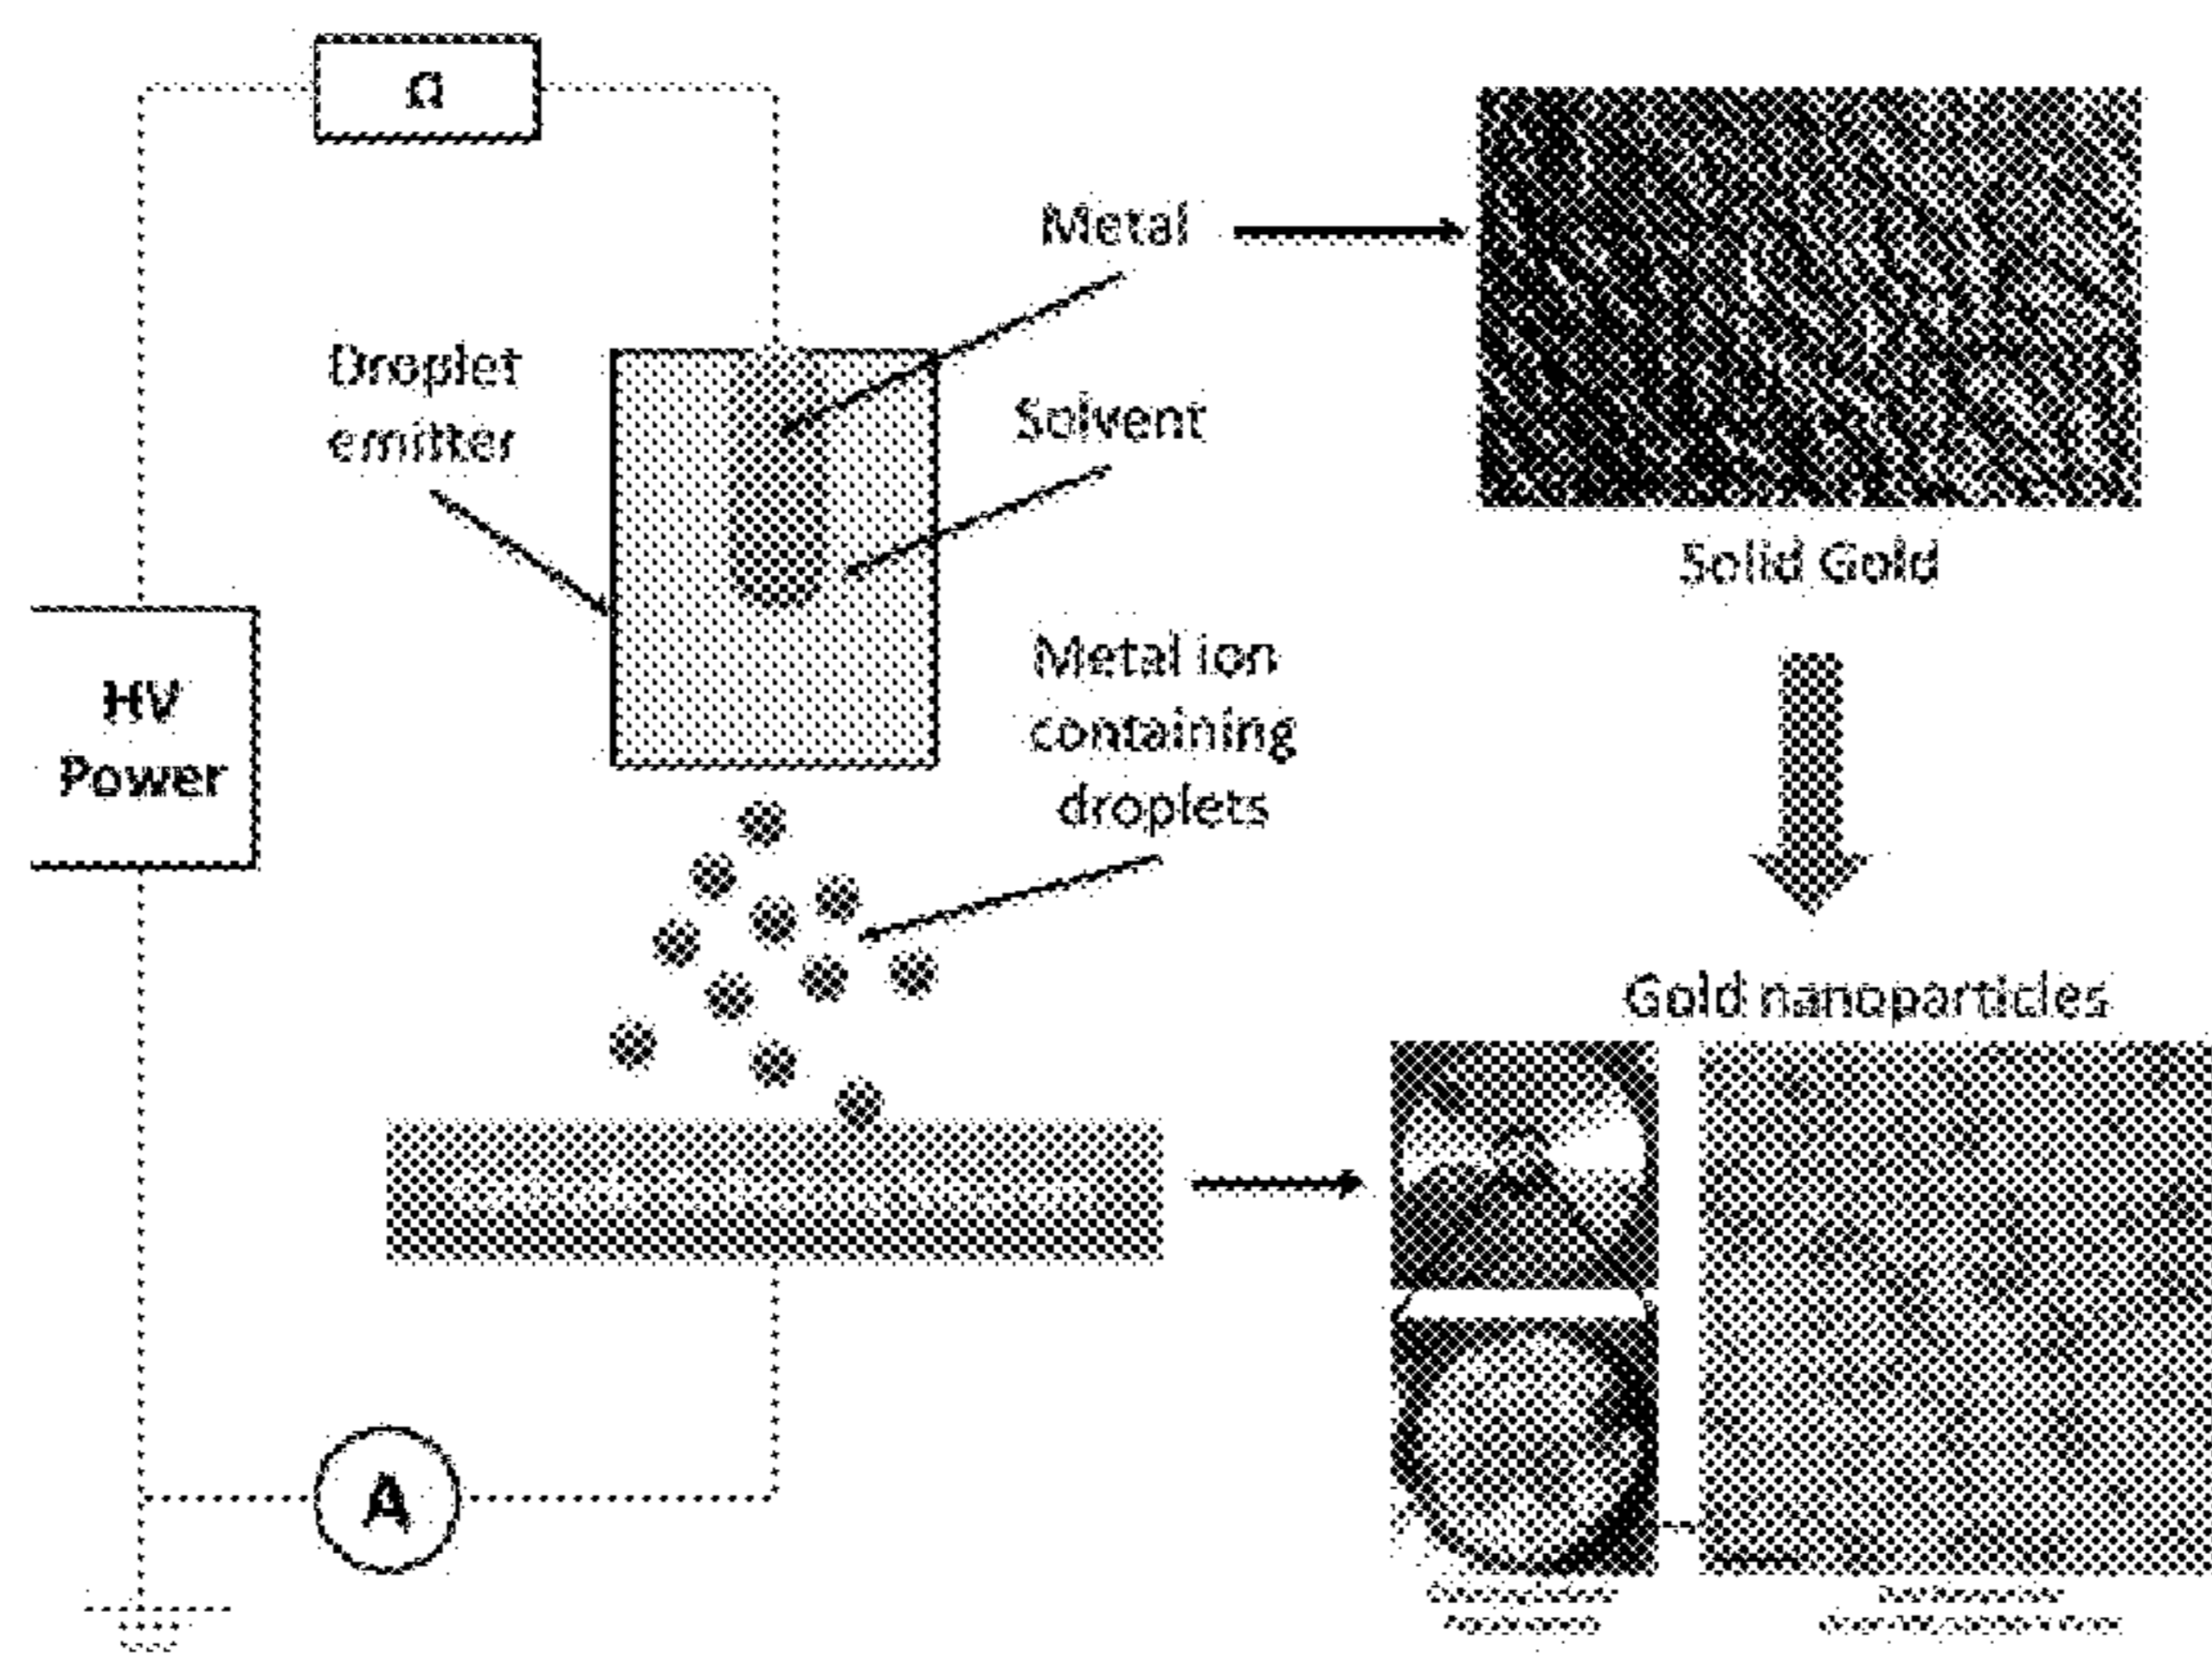 Ω
Metal
Droplet
emitter
Solvent
Solid Gold
HV
Power
Metal ion
containing
droplets
Gold nanoparticles
A